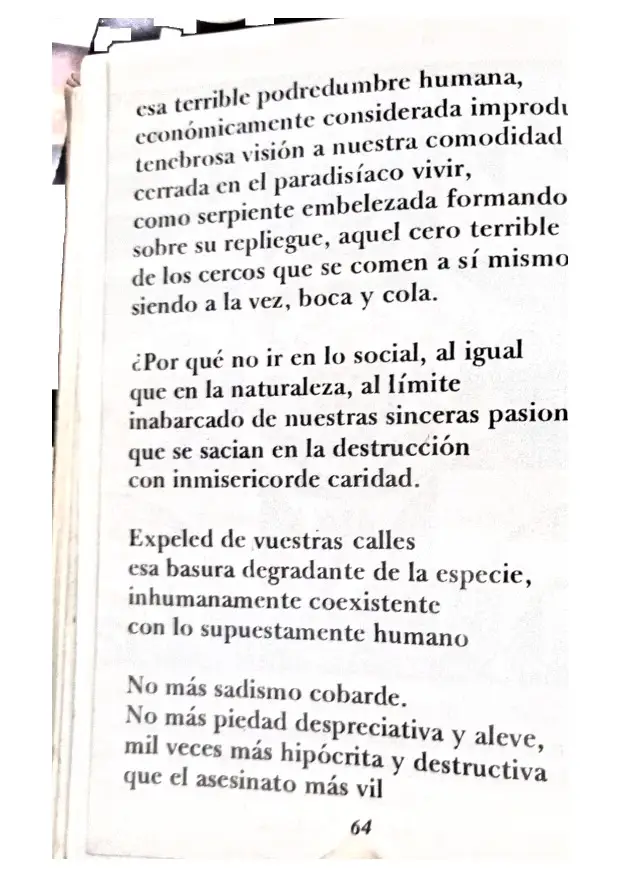 esa terrible podredumbre humana,
económicamente considerada improdu
tenebrosa visión a nuestra comodidad
cerrada en el paradisíaco vivir,
como serpiente embelezada formando
sobre su repliegue, aquel cero terrible
de los cercos que se comen a sí mismo
siendo a la vez, boca y cola.

¿Por qué no ir en lo social, al igual
que en la naturaleza, al límite
inabarcado de nuestras sinceras pasion
que se sacian en la destrucción
con inmisericorde caridad.

Expeled de vuestras calles
esa basura degradante de la especie,
inhumanamente coexistente
con lo supuestamente humano

No más sadismo cobarde.
No más piedad despreciativa y aleve,
mil veces más hipócrita y destructiva
que el asesinato más vil

64